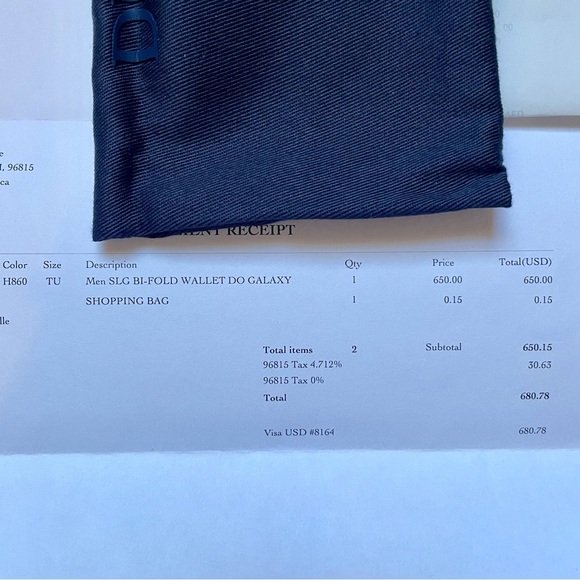 D
e
, 96815
ca
RECEIPT
Color Size Description Qty Price Total(USD)
H860 TU Men SLG BI-FOLD WALLET DO GALAXY 1 650.00 650.00
SHOPPING BAG 1 0.15 0.15
lle
Total items 2 Subtotal 650.15
96815 Tax 4.712% 30.63
96815 Tax 0%
Total 680.78
Visa USD #8164 680.78